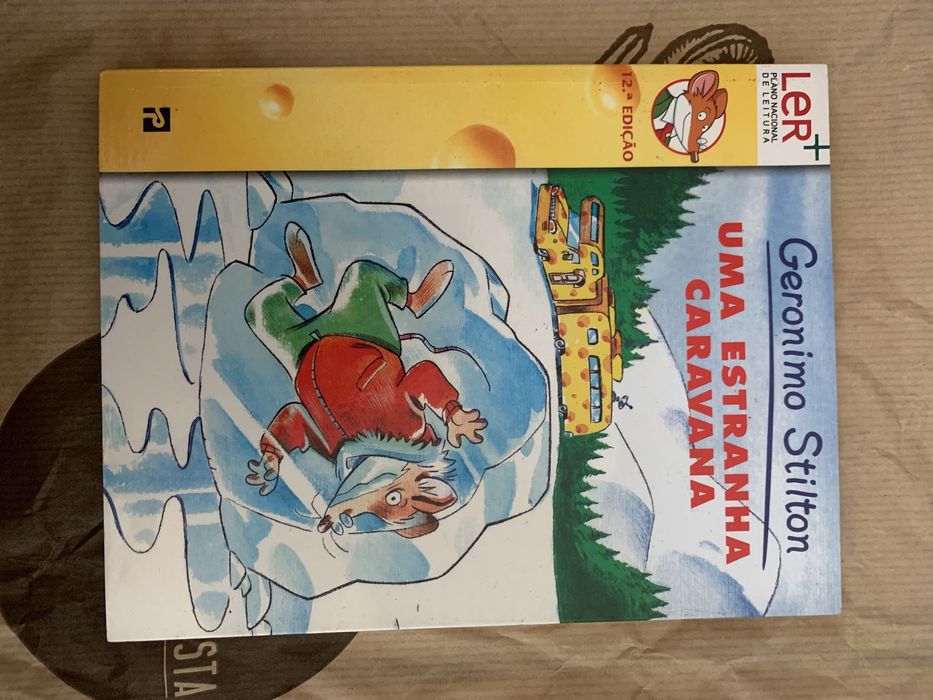 LeR+
PLANO NACIONAL
DE LEITURA
12.ª EDIÇÃO
Geronimo Stilton
UMA ESTRANHA
CARAVANA
STA